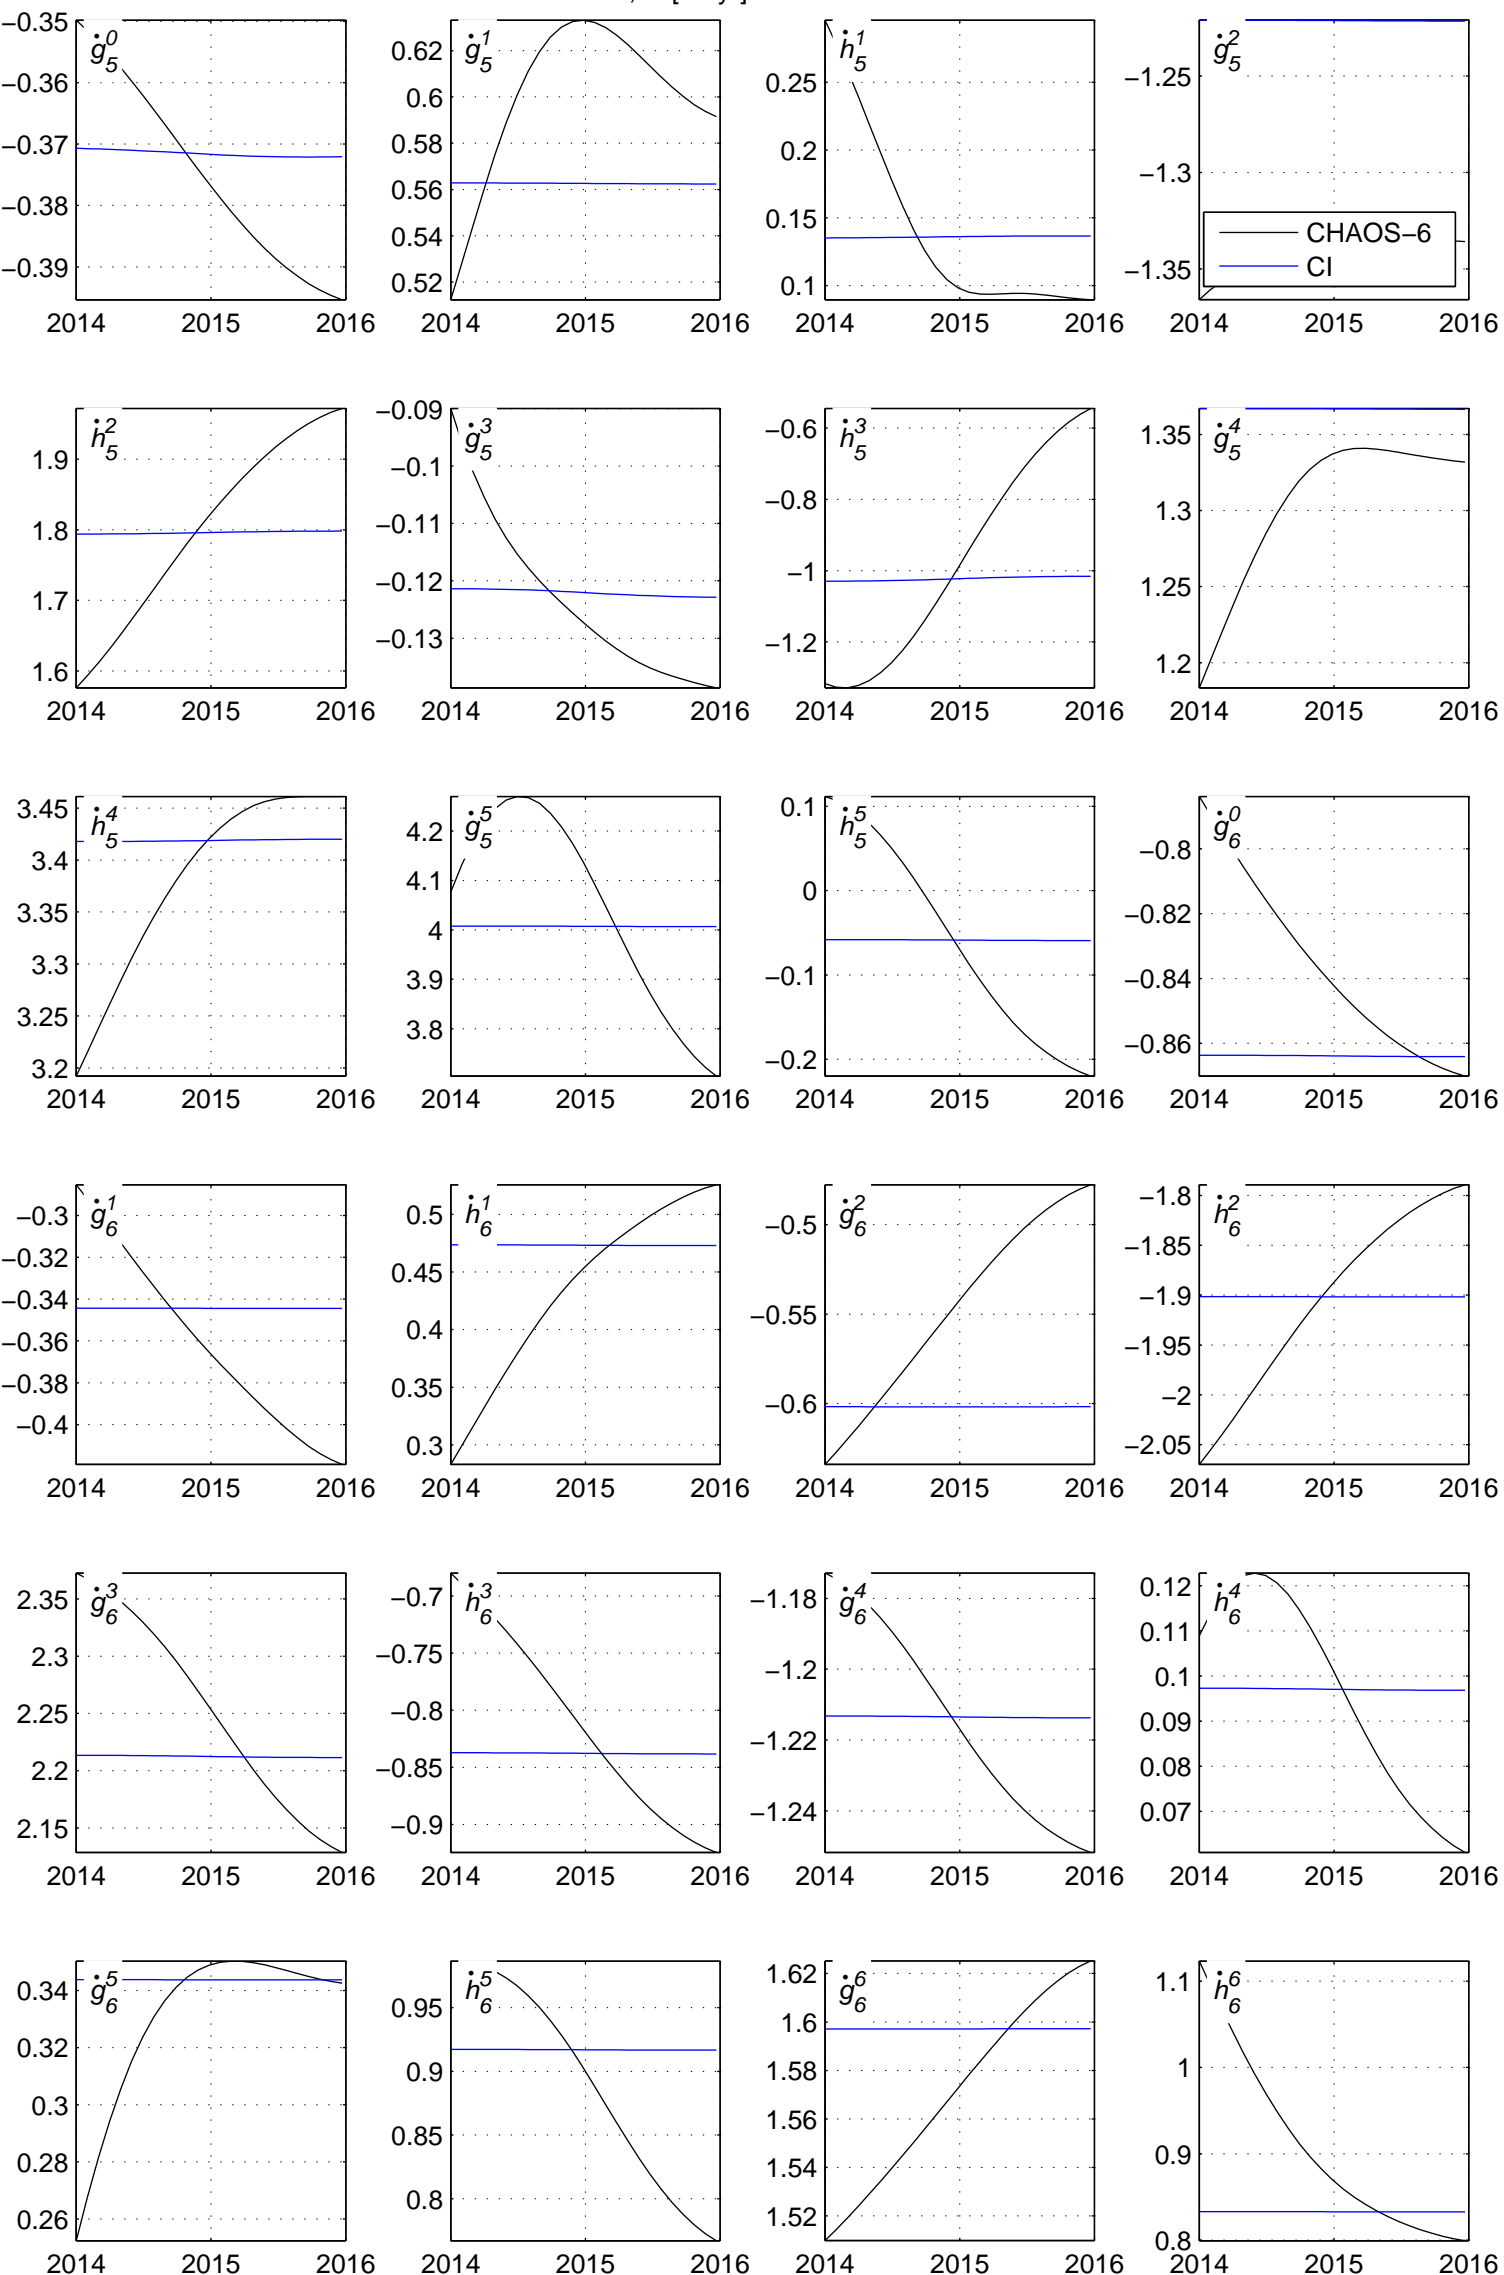 −0.35 ġ₅⁰ 0.62 ġ₅¹ ḣ₅¹ ġ₅²
−0.36 0.6 0.25 −1.25
−0.37 0.58 0.2 −1.3
−0.38 0.56 0.15 CHAOS−6
−0.39 0.54 0.1 −1.35 CI
0.52
2014 2015 2016 2014 2015 2016 2014 2015 2016 2014 2015 2016
ḣ₅² −0.09 ġ₅³ −0.6 ḣ₅³ 1.35 ġ₅⁴
1.9 −0.1 −0.8 1.3
1.8 −0.11 −1 1.25
1.7 −0.12 −1.2 1.2
1.6 −0.13
2014 2015 2016 2014 2015 2016 2014 2015 2016 2014 2015 2016
3.45 ḣ₅⁴ 4.2 ġ₅⁵ 0.1 ḣ₅⁵ ġ₆⁰
3.4 4.1 0 −0.8
3.35 4 −0.1 −0.82
3.3 3.9 −0.2 −0.84
3.25 3.8 −0.86
3.2
2014 2015 2016 2014 2015 2016 2014 2015 2016 2014 2015 2016
−0.3 ġ₆¹ 0.5 ḣ₆¹ −0.5 ġ₆² −1.8 ḣ₆²
−0.32 0.45 −0.55 −1.85
−0.34 0.4 −0.6 −1.9
−0.36 0.35 −1.95
−0.38 0.3 −2
−0.4 −2.05
2014 2015 2016 2014 2015 2016 2014 2015 2016 2014 2015 2016
2.35 ġ₆³ −0.7 ḣ₆³ −1.18 ġ₆⁴ 0.12 ḣ₆⁴
2.3 −0.75 −1.2 0.11
2.25 −0.8 −1.22 0.1
2.2 −0.85 −1.24 0.09
2.15 −0.9 0.08
0.07
2014 2015 2016 2014 2015 2016 2014 2015 2016 2014 2015 2016
0.34 ġ₆⁵ 0.95 ḣ₆⁵ 1.62 ġ₆⁶ 1.1 ḣ₆⁶
0.32 0.9 1.6 1
0.3 0.85 1.58 0.9
0.28 0.8 1.56 0.8
0.26 1.54
1.52
2014 2015 2016 2014 2015 2016 2014 2015 2016 2014 2015 2016